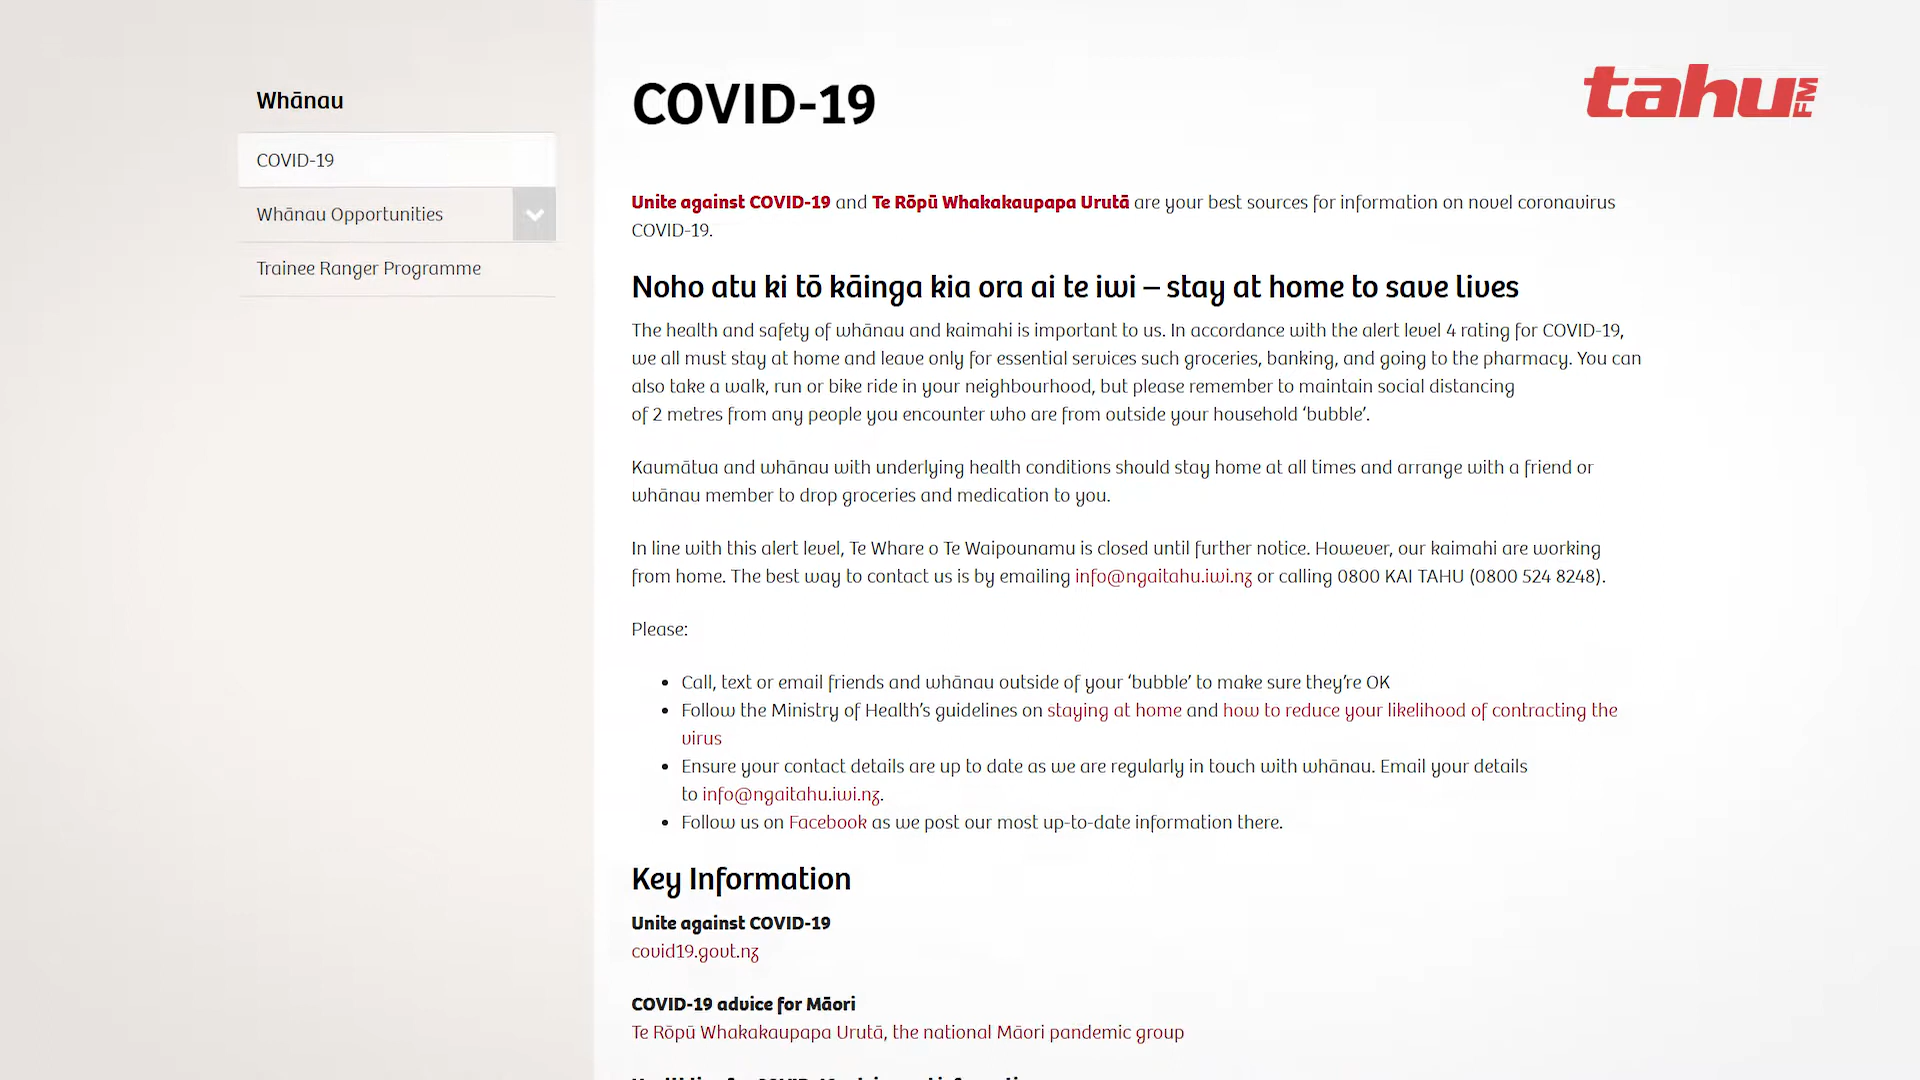 Whānau
COVID-19
Whānau Opportunities
Trainee Ranger Programme
tahu FM
COVID-19
Unite against COVID-19 and Te Rōpū Whakakaupapa Urutā are your best sources for information on novel coronavirus
COVID-19.
Noho atu ki tō kāinga kia ora ai te iwi – stay at home to save lives
The health and safety of whānau and kaimahi is important to us. In accordance with the alert level 4 rating for COVID-19,
we all must stay at home and leave only for essential services such groceries, banking, and going to the pharmacy. You can
also take a walk, run or bike ride in your neighbourhood, but please remember to maintain social distancing
of 2 metres from any people you encounter who are from outside your household ‘bubble’.
Kaumātua and whānau with underlying health conditions should stay home at all times and arrange with a friend or
whānau member to drop groceries and medication to you.
In line with this alert level, Te Whare o Te Waipounamu is closed until further notice. However, our kaimahi are working
from home. The best way to contact us is by emailing info@ngaitahu.iwi.nz or calling 0800 KAI TAHU (0800 524 8248).
Please:
• Call, text or email friends and whānau outside of your ‘bubble’ to make sure they’re OK
• Follow the Ministry of Health’s guidelines on staying at home and how to reduce your likelihood of contracting the
virus
• Ensure your contact details are up to date as we are regularly in touch with whānau. Email your details
to info@ngaitahu.iwi.nz.
• Follow us on Facebook as we post our most up-to-date information there.
Key Information
Unite against COVID-19
covid19.govt.nz
COVID-19 advice for Māori
Te Rōpū Whakakaupapa Urutā, the national Māori pandemic group